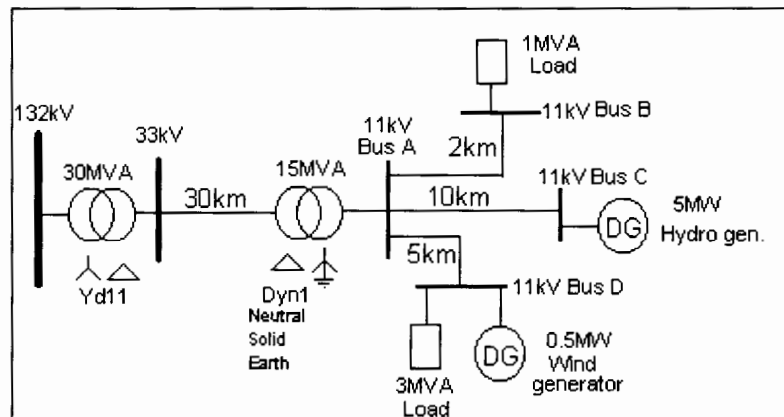 1MVA
Load
132kV
33kV
11kV
Bus A
11kV Bus B
2km
30MVA
15MVA
11kV Bus C
30km
10km
DG
5MW
Hydro gen.
5km
Yd11
Dyn1
Neutral
Solid
Earth
11kV Bus D
DG
0.5MW
Wind
generator
3MVA
Load